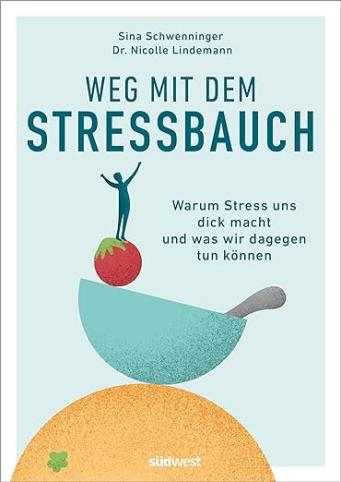 Sina Schwenninger
Dr. Nicolle Lindemann
WEG MIT DEM
STRESSBAUCH
Warum Stress uns
dick macht
und was wir dagegen
tun können
südwest